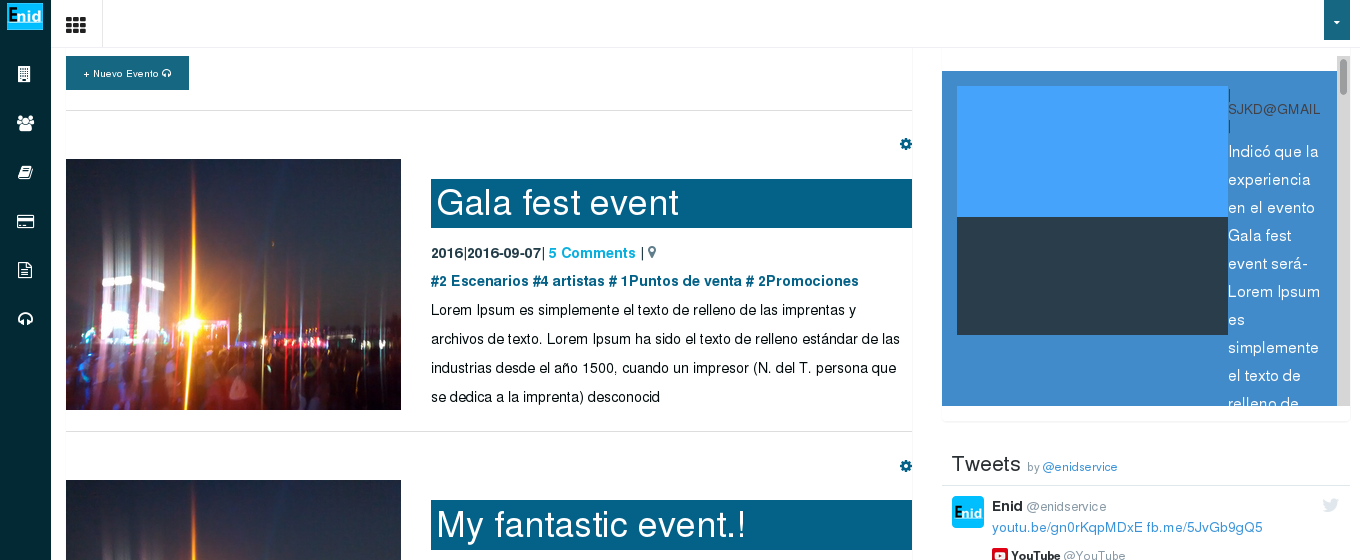 Enid
+ Nuevo Evento
Gala fest event
2016|2016-09-07| 5 Comments |
#2 Escenarios #4 artistas # 1Puntos de venta # 2Promociones
Lorem Ipsum es simplemente el texto de relleno de las imprentas y
archivos de texto. Lorem Ipsum ha sido el texto de relleno estándar de las
industrias desde el año 1500, cuando un impresor (N. del T. persona que
se dedica a la imprenta) desconocid
My fantastic event.!
|
SJKD@GMAIL
|
Indicó que la
experiencia
en el evento
Gala fest
event será-
Lorem Ipsum
es
simplemente
el texto de
relleno de
Tweets by @enidservice
Enid
Enid @enidservice
youtu.be/gn0rKqpMDxE fb.me/5JvGb9gQ5
YouTube @YouTube